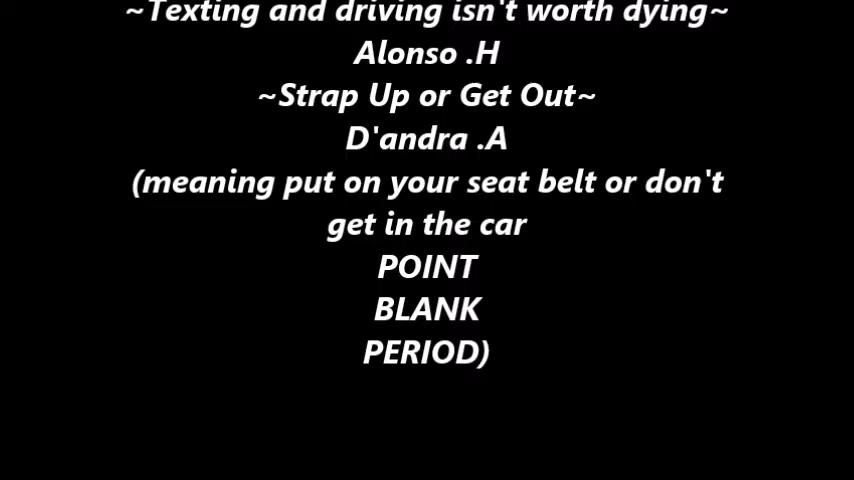 ~Texting and driving isn't worth dying~
Alonso .H
~Strap Up or Get Out~
D'andra .A
(meaning put on your seat belt or don't
get in the car
POINT
BLANK
PERIOD)